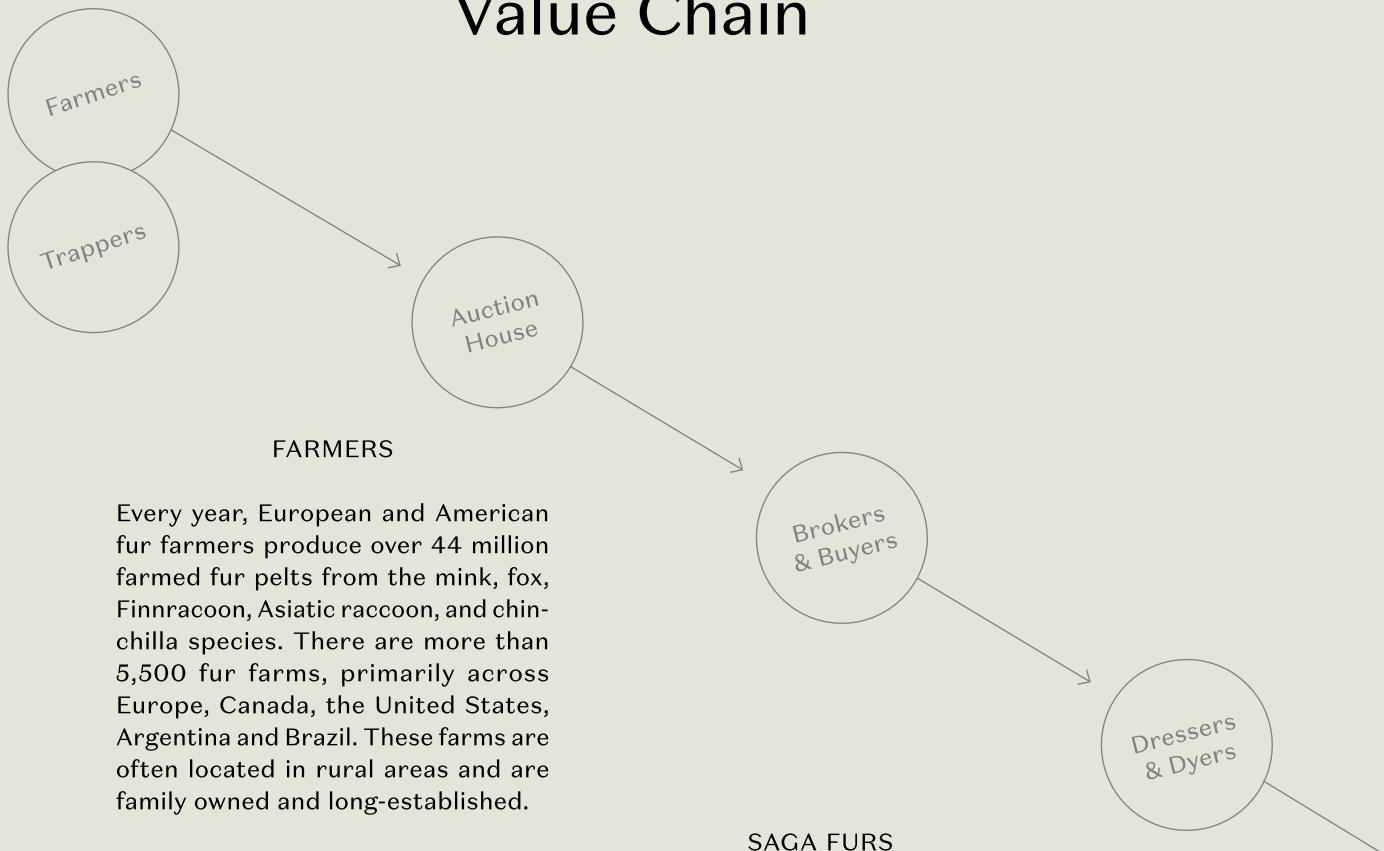 Value Chain
Farmers
Trappers
Auction
House
Brokers
& Buyers
Dressers
& Dyers
FARMERS
Every year, European and American
fur farmers produce over 44 million
farmed fur pelts from the mink, fox,
Finnracoon, Asiatic raccoon, and chin-
chilla species. There are more than
5,500 fur farms, primarily across
Europe, Canada, the United States,
Argentina and Brazil. These farms are
often located in rural areas and are
family owned and long-established.
SAGA FURS